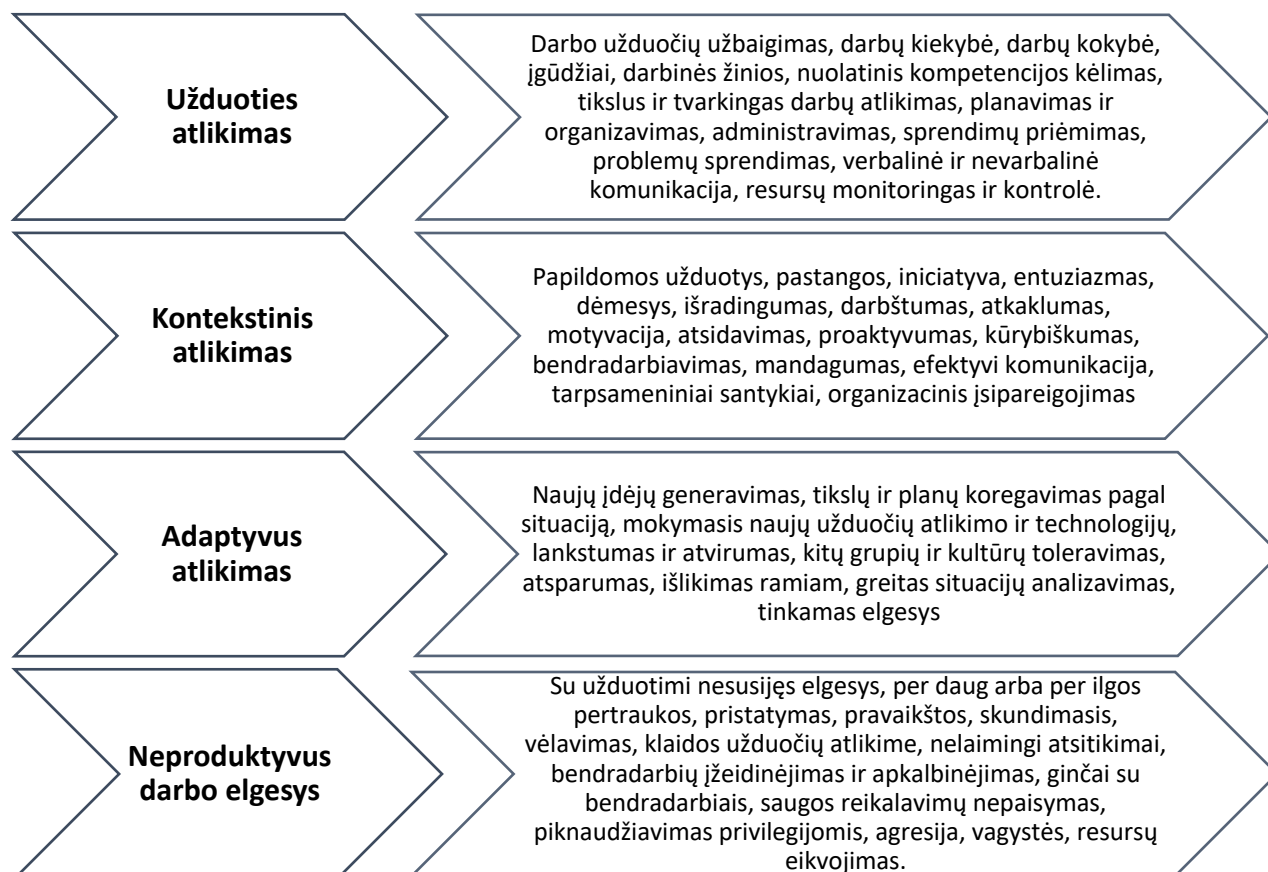 Užduoties
atlikimas
Darbo užduočių užbaigimas, darbų kiekybė, darbų kokybė,
įgūdžiai, darbinės žinios, nuolatinis kompetencijos kėlimas,
tikslus ir tvarkingas darbų atlikimas, planavimas ir
organizavimas, administravimas, sprendimų priėmimas,
problemų sprendimas, verbalinė ir nevarbalinė
komunikacija, resursų monitoringas ir kontrolė.
Kontekstinis
atlikimas
Papildomos užduotys, pastangos, iniciatyva, entuziazmas,
dėmesys, išradingumas, darbštumas, atkaklumas,
motyvacija, atsidavimas, proaktyvumas, kūrybiškumas,
bendradarbiavimas, mandagumas, efektyvi komunikacija,
tarpsameniniai santykiai, organizacinis įsipareigojimas
Adaptyvus
atlikimas
Naujų įdėjų generavimas, tikslų ir planų koregavimas pagal
situaciją, mokymasis naujų užduočių atlikimo ir technologijų,
lankstumas ir atvirumas, kitų grupių ir kultūrų toleravimas,
atsparumas, išlikimas ramiam, greitas situacijų analizavimas,
tinkamas elgesys
Neproduktyvus
darbo elgesys
Su užduotimi nesusijęs elgesys, per daug arba per ilgos
pertraukos, pristatymas, pravaikštos, skundimasis,
vėlavimas, klaidos užduočių atlikime, nelaimingi atsitikimai,
bendradarbių įžeidinėjimas ir apkalbinėjimas, ginčai su
bendradarbiais, saugos reikalavimų nepaisymas,
piknaudžiavimas privilegijomis, agresija, vagystės, resursų
eikvojimas.